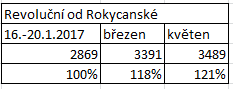 Revoluční od Rokycanské
16.-20.1.2017 březen květen
2869 3391 3489
100% 118% 121%